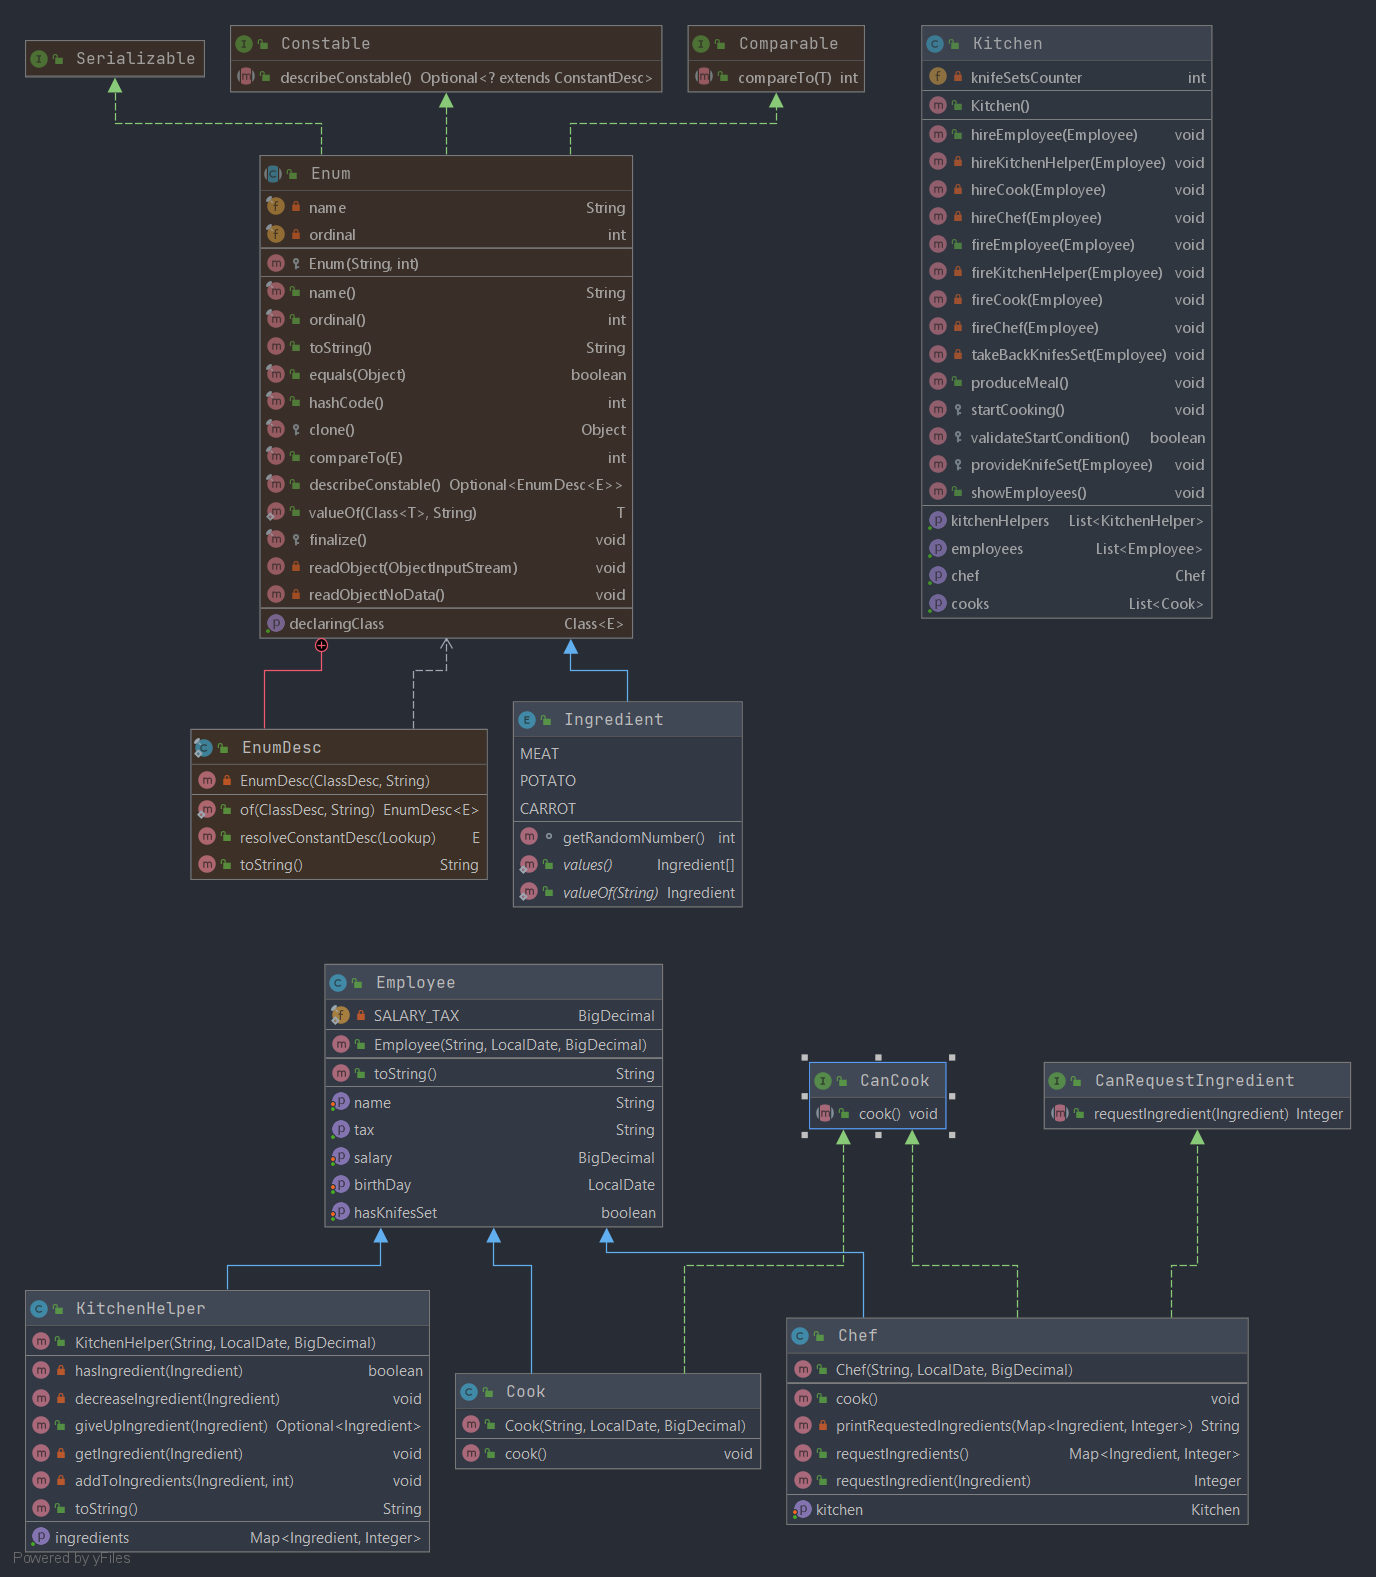 Serializable
Constable
describeConstable() Optional<? extends ConstantDesc>
Comparable
compareTo(T) int
Kitchen
knifeSetsCounter int
Kitchen()
hireEmployee(Employee) void
hireKitchenHelper(Employee) void
hireCook(Employee) void
hireChef(Employee) void
fireEmployee(Employee) void
fireKitchenHelper(Employee) void
fireCook(Employee) void
fireChef(Employee) void
takeBackKnifesSet(Employee) void
produceMeal() void
startCooking() void
validateStartCondition() boolean
provideKnifeSet(Employee) void
showEmployees() void
kitchenHelpers List<KitchenHelper>
employees List<Employee>
chef Chef
cooks List<Cook>
Enum
name String
ordinal int
Enum(String, int)
name() String
ordinal() int
toString() String
equals(Object) boolean
hashCode() int
clone() Object
compareTo(E) int
describeConstable() Optional<EnumDesc<E>>
valueOf(Class<T>, String) T
finalize() void
readObject(ObjectInputStream) void
readObjectNoData() void
declaringClass Class<E>
EnumDesc
EnumDesc(ClassDesc, String)
of(ClassDesc, String) EnumDesc<E>
resolveConstantDesc(Lookup) E
toString() String
Ingredient
MEAT
POTATO
CARROT
getRandomNumber() int
values() Ingredient[]
valueOf(String) Ingredient
Employee
SALARY_TAX BigDecimal
Employee(String, LocalDate, BigDecimal)
toString() String
name String
tax String
salary BigDecimal
birthDay LocalDate
hasKnifesSet boolean
CanCook
cook() void
CanRequestIngredient
requestIngredient(Ingredient) Integer
KitchenHelper
KitchenHelper(String, LocalDate, BigDecimal)
hasIngredient(Ingredient) boolean
decreaseIngredient(Ingredient) void
giveUpIngredient(Ingredient) Optional<Ingredient>
getIngredient(Ingredient) void
addToIngredients(Ingredient, int) void
toString() String
ingredients Map<Ingredient, Integer>
Cook
Cook(String, LocalDate, BigDecimal)
cook() void
Chef
Chef(String, LocalDate, BigDecimal)
cook() void
printRequestedIngredients(Map<Ingredient, Integer>) String
requestIngredients() Map<Ingredient, Integer>
requestIngredient(Ingredient) Integer
kitchen Kitchen
Powered by yFiles